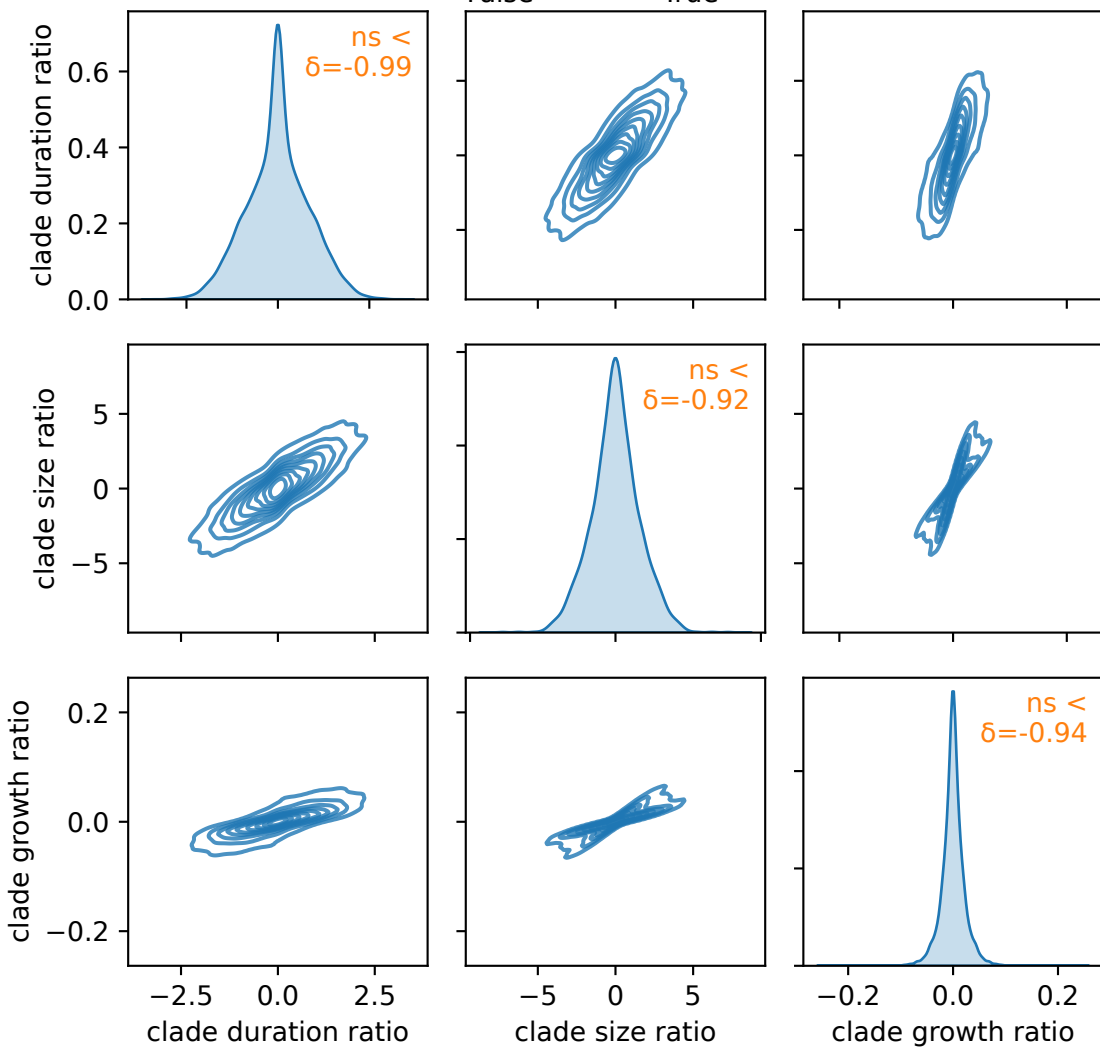 clade duration ratio
0.6
0.4
0.2
0.0
ns <
δ=-0.99
clade size ratio
5
0
−5
ns <
δ=-0.92
clade growth ratio
0.2
0.0
−0.2
ns <
δ=-0.94
−2.5 0.0 2.5
−5 0 5
−0.2 0.0 0.2
clade duration ratio
clade size ratio
clade growth ratio